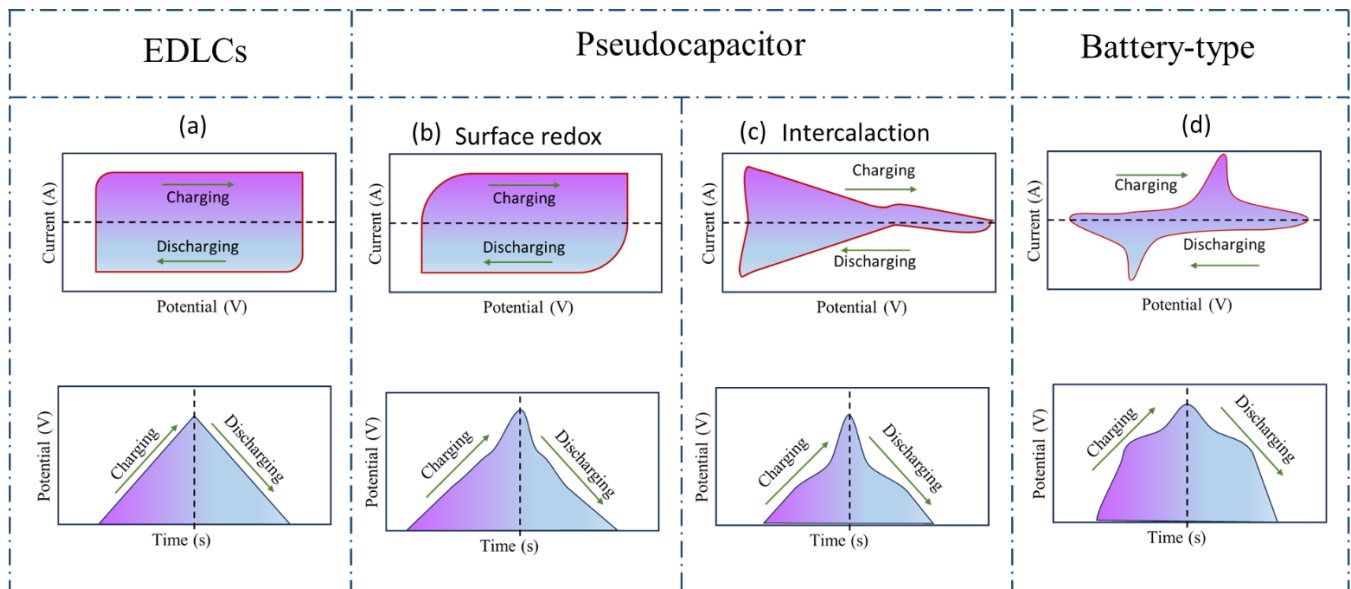 EDLCs
Pseudocapacitor
Battery-type
(a)
Current (A)
Charging
Discharging
Potential (V)
(b) Surface redox
Current (A)
Charging
Discharging
Potential (V)
(c) Intercalaction
Current (A)
Charging
Discharging
Potential (V)
(d)
Current (A)
Charging
Discharging
Potential (V)
Potential (V)
Charging
Discharging
Time (s)
Potential (V)
Charging
Discharging
Time (s)
Potential (V)
Charging
Discharging
Time (s)
Potential (V)
Charging
Discharging
Time (s)